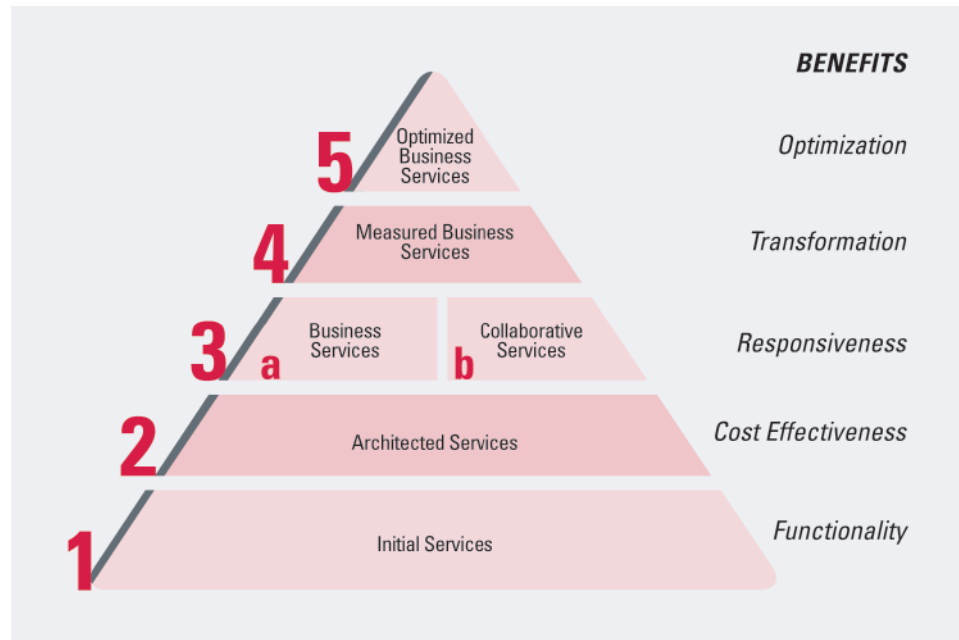 BENEFITS
5
Optimized
Business
Services
Optimization
4
Measured Business
Services
Transformation
3
a
Business
Services
b
Collaborative
Services
Responsiveness
2
Architected Services
Cost Effectiveness
1
Initial Services
Functionality